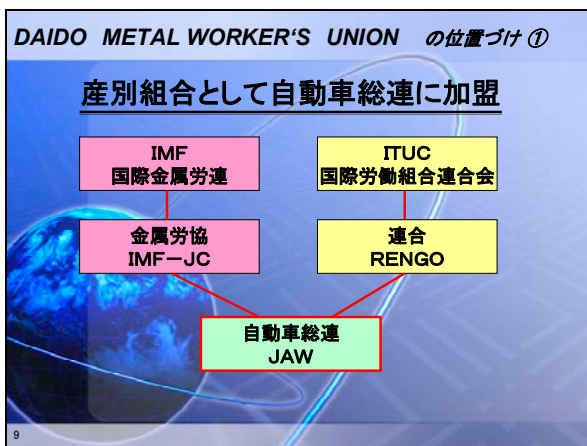 DAIDO METAL WORKER'S UNION の位置づけ ①
産別組合として自動車総連に加盟
IMF
国際金属労連
ITUC
国際労働組合連合会
金属労協
IMF－JC
連合
RENGO
自動車総連
JAW
9